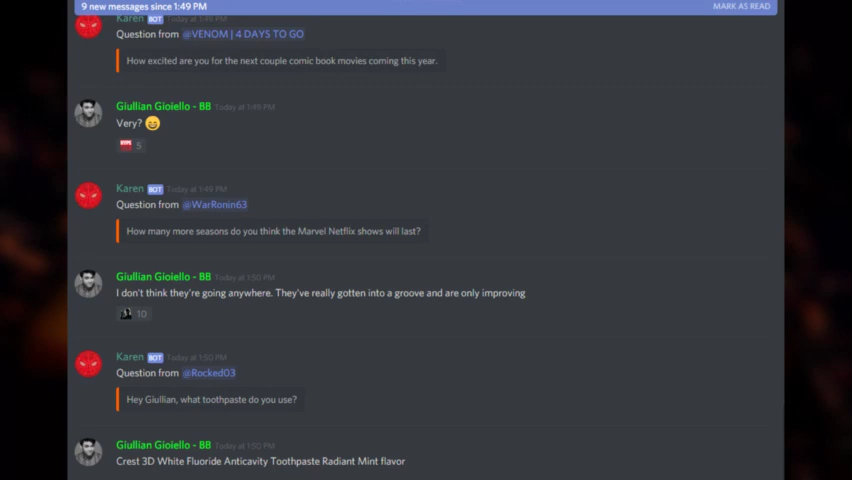 9 new messages since 1:49 PM MARK AS READ
Karen BOT Today at 1:49 PM
Question from @VENOM | 4 DAYS TO GO
How excited are you for the next couple comic book movies coming this year.
Giullian Gioiello - BB Today at 1:49 PM
Very?
5
Karen BOT Today at 1:49 PM
Question from @WarRonin63
How many more seasons do you think the Marvel Netflix shows will last?
Giullian Gioiello - BB Today at 1:50 PM
I don't think they're going anywhere. They've really gotten into a groove and are only improving
10
Karen BOT Today at 1:50 PM
Question from @Rocked03
Hey Giullian, what toothpaste do you use?
Giullian Gioiello - BB Today at 1:50 PM
Crest 3D White Fluoride Anticavity Toothpaste Radiant Mint flavor